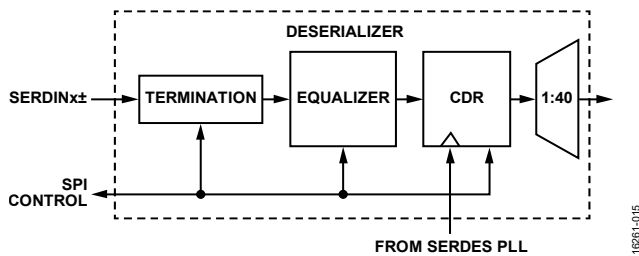 DESERIALIZER
SERDINx±
TERMINATION
EQUALIZER
CDR
1:40
SPI
CONTROL
FROM SERDES PLL
16261-015